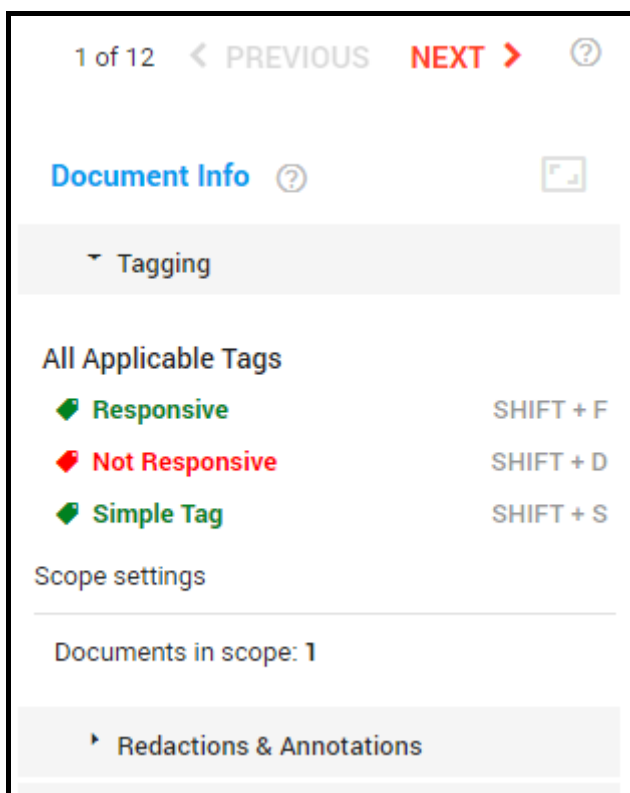 1 of 12 PREVIOUS NEXT ?
Document Info ?
Tagging
All Applicable Tags
Responsive SHIFT + F
Not Responsive SHIFT + D
Simple Tag SHIFT + S
Scope settings
Documents in scope: 1
Redactions & Annotations